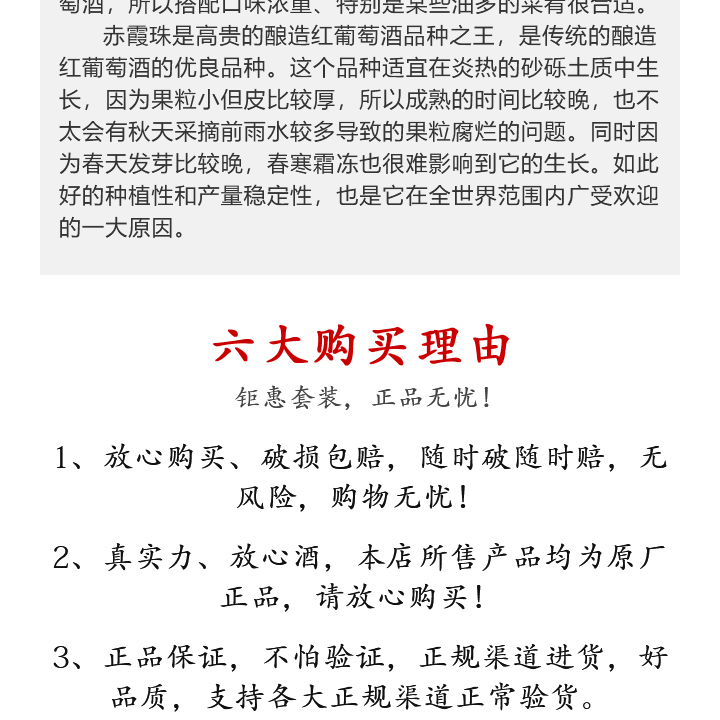 萄酒，所以搭配口味浓重、特别是某些油多的菜肴很合适。
赤霞珠是高贵的酿造红葡萄酒品种之王，是传统的酿造
红葡萄酒的优良品种。这个品种适宜在炎热的砂砾土质中生
长，因为果粒小但皮比较厚，所以成熟的时间比较晚，也不
太会有秋天采摘前雨水较多导致的果粒腐烂的问题。同时因
为春天发芽比较晚，春寒霜冻也很难影响到它的生长。如此
好的种植性和产量稳定性，也是它在全世界范围内广受欢迎
的一大原因。
六大购买理由
钜惠套装，正品无忧！
1、放心购买、破损包赔，随时破随时赔，无
风险，购物无忧！
2、真实力、放心酒，本店所售产品均为原厂
正品，请放心购买！
3、正品保证，不怕验证，正规渠道进货，好
品质，支持各大正规渠道正常验货。